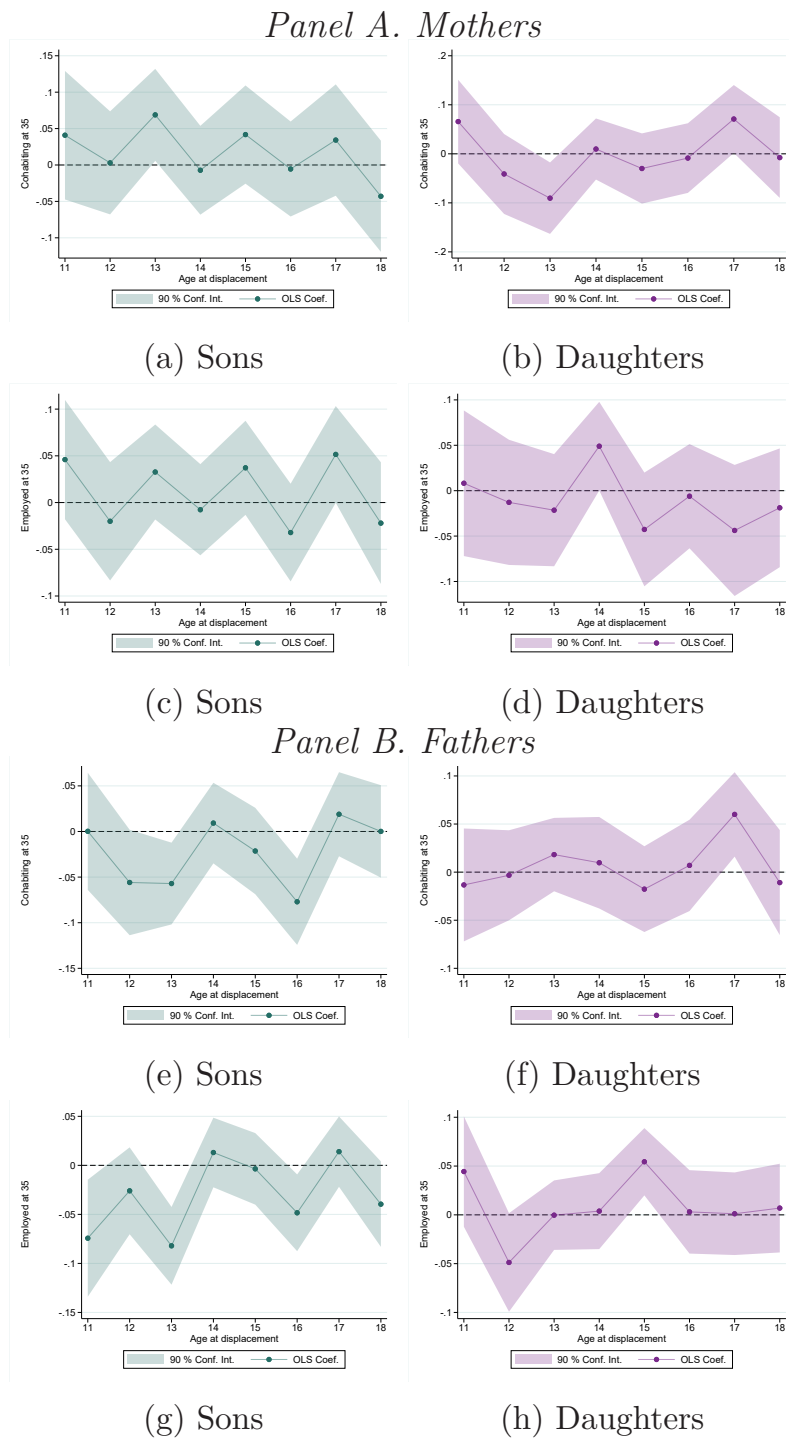 Panel A. Mothers
.15
.1
.05
0
-.05
-.1
Cohabiting at 35
11 12 13 14 15 16 17 18
Age at displacement
90 % Conf. Int. OLS Coef.
(a) Sons
.2
.1
0
-.1
-.2
Cohabiting at 35
11 12 13 14 15 16 17 18
Age at displacement
90 % Conf. Int. OLS Coef.
(b) Daughters
.1
.05
0
-.05
-.1
Employed at 35
11 12 13 14 15 16 17 18
Age at displacement
90 % Conf. Int. OLS Coef.
(c) Sons
.1
.05
0
-.05
-.1
Employed at 35
11 12 13 14 15 16 17 18
Age at displacement
90 % Conf. Int. OLS Coef.
(d) Daughters
Panel B. Fathers
.05
0
-.05
-.1
-.15
Cohabiting at 35
11 12 13 14 15 16 17 18
Age at displacement
90 % Conf. Int. OLS Coef.
(e) Sons
.1
.05
0
-.05
-.1
Cohabiting at 35
11 12 13 14 15 16 17 18
Age at displacement
90 % Conf. Int. OLS Coef.
(f) Daughters
.05
0
-.05
-.1
-.15
Employed at 35
11 12 13 14 15 16 17 18
Age at displacement
90 % Conf. Int. OLS Coef.
(g) Sons
.1
.05
0
-.05
-.1
Employed at 35
11 12 13 14 15 16 17 18
Age at displacement
90 % Conf. Int. OLS Coef.
(h) Daughters